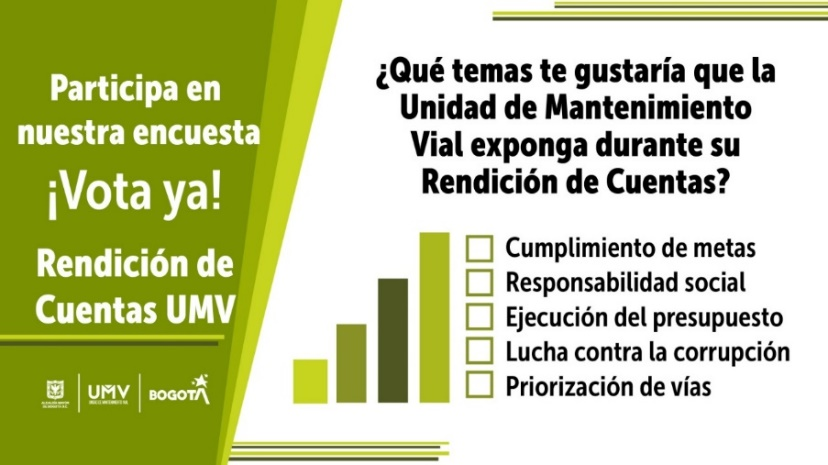 Participa en
nuestra encuesta
¡Vota ya!
Rendición de
Cuentas UMV
UMV
BOGOTÁ
¿Qué temas te gustaría que la
Unidad de Mantenimiento
Vial exponga durante su
Rendición de Cuentas?
Cumplimiento de metas
Responsabilidad social
Ejecución del presupuesto
Lucha contra la corrupción
Priorización de vías